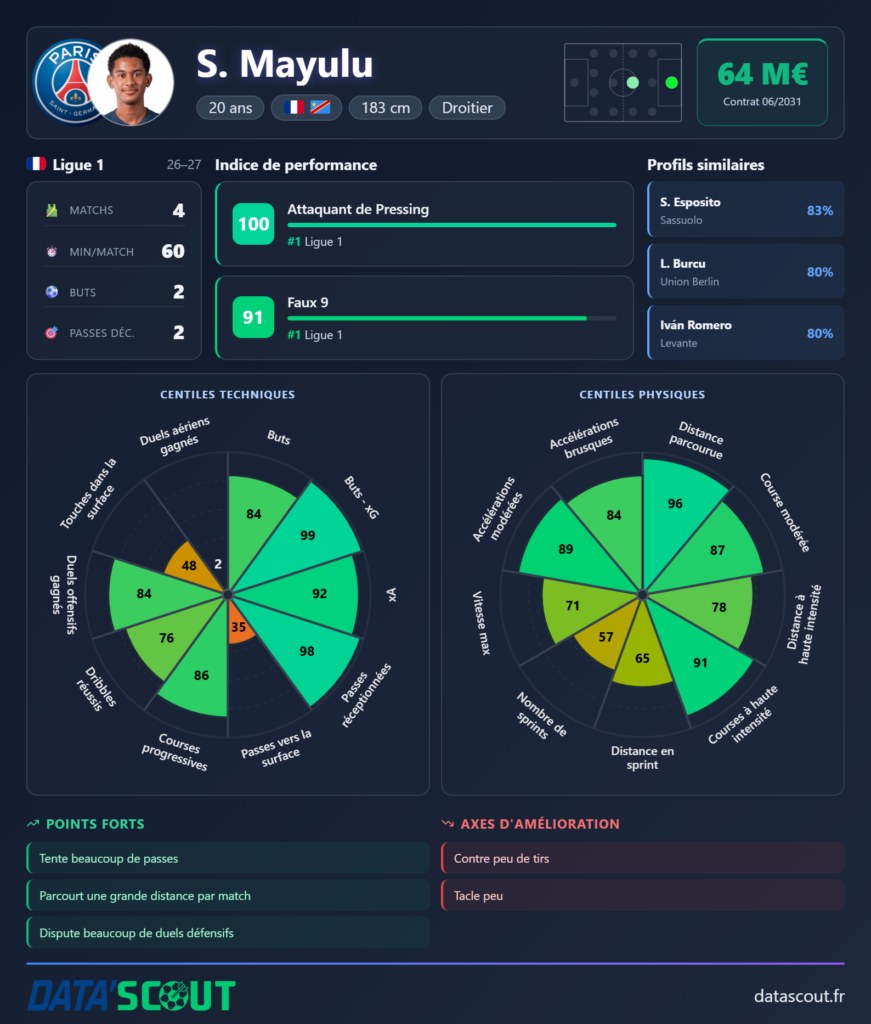 PARIS
SAINT-GERMAIN
S. Mayulu
20 ans
183 cm
Droitier
64 M€
Contrat 06/2031
Ligue 1
26–27
MATCHS
4
MIN/MATCH
60
BUTS
2
PASSES DÉC.
2
Indice de performance
100
Attaquant de Pressing
#1 Ligue 1
91
Faux 9
#1 Ligue 1
Profils similaires
S. Esposito
Sassuolo
83%
L. Burcu
Union Berlin
80%
Iván Romero
Levante
80%
CENTILES TECHNIQUES
Buts
84
Buts - xG
99
xA
92
Passes
réceptionnées
98
Passes vers la
surface
35
Courses
progressives
86
Dribbles
réussis
76
Duels offensifs
gagnés
84
Touches dans la
surface
48
Duels aériens
gagnés
2
CENTILES PHYSIQUES
Distance
parcourue
96
Course modérée
87
Distance à
haute intensité
78
Courses à haute
intensité
91
Distance en
sprint
65
Nombre de
sprints
57
Vitesse max
71
Accélérations
modérées
89
Accélérations
brusques
84
POINTS FORTS
Tente beaucoup de passes
Parcourt une grande distance par match
Dispute beaucoup de duels défensifs
AXES D'AMÉLIORATION
Contre peu de tirs
Tacle peu
DATA'SCOUT
datascout.fr